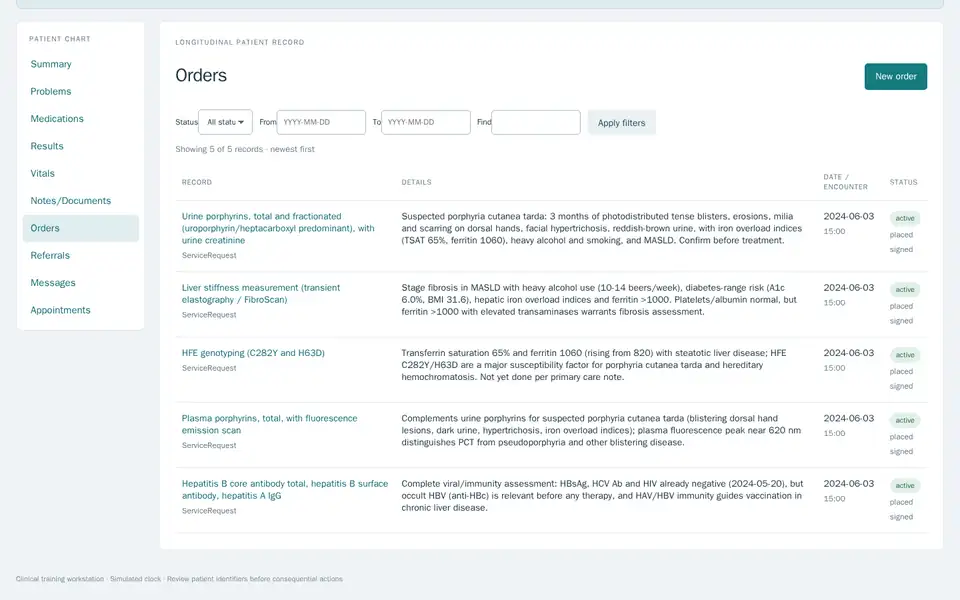 PATIENT CHART
Summary
Problems
Medications
Results
Vitals
Notes/Documents
Orders
Referrals
Messages
Appointments
LONGITUDINAL PATIENT RECORD
Orders
New order
Status All statu From YYYY-MM-DD To YYYY-MM-DD Find Apply filters
Showing 5 of 5 records · newest first
RECORD DETAILS DATE / ENCOUNTER STATUS
Urine porphyrins, total and fractionated
(uroporphyrin/heptacarboxyl predominant), with
urine creatinine
ServiceRequest
Suspected porphyria cutanea tarda: 3 months of photodistributed tense blisters, erosions, milia
and scarring on dorsal hands, facial hypertrichosis, reddish-brown urine, with iron overload indices
(TSAT 65%, ferritin 1060), heavy alcohol and smoking, and MASLD. Confirm before treatment.
2024-06-03
15:00
active
placed
signed
Liver stiffness measurement (transient
elastography / FibroScan)
ServiceRequest
Stage fibrosis in MASLD with heavy alcohol use (10-14 beers/week), diabetes-range risk (A1c
6.0%, BMI 31.6), hepatic iron overload indices and ferritin >1000. Platelets/albumin normal, but
ferritin >1000 with elevated transaminases warrants fibrosis assessment.
2024-06-03
15:00
active
placed
signed
HFE genotyping (C282Y and H63D)
ServiceRequest
Transferrin saturation 65% and ferritin 1060 (rising from 820) with steatotic liver disease; HFE
C282Y/H63D are a major susceptibility factor for porphyria cutanea tarda and hereditary
hemochromatosis. Not yet done per primary care note.
2024-06-03
15:00
active
placed
signed
Plasma porphyrins, total, with fluorescence
emission scan
ServiceRequest
Complements urine porphyrins for suspected porphyria cutanea tarda (blistering dorsal hand
lesions, dark urine, hypertrichosis, iron overload indices); plasma fluorescence peak near 620 nm
distinguishes PCT from pseudoporphyria and other blistering disease.
2024-06-03
15:00
active
placed
signed
Hepatitis B core antibody total, hepatitis B surface
antibody, hepatitis A IgG
ServiceRequest
Complete viral/immunity assessment: HBsAg, HCV Ab and HIV already negative (2024-05-20), but
occult HBV (anti-HBc) is relevant before any therapy, and HAV/HBV immunity guides vaccination in
chronic liver disease.
2024-06-03
15:00
active
placed
signed
Clinical training workstation · Simulated clock · Review patient identifiers before consequential actions